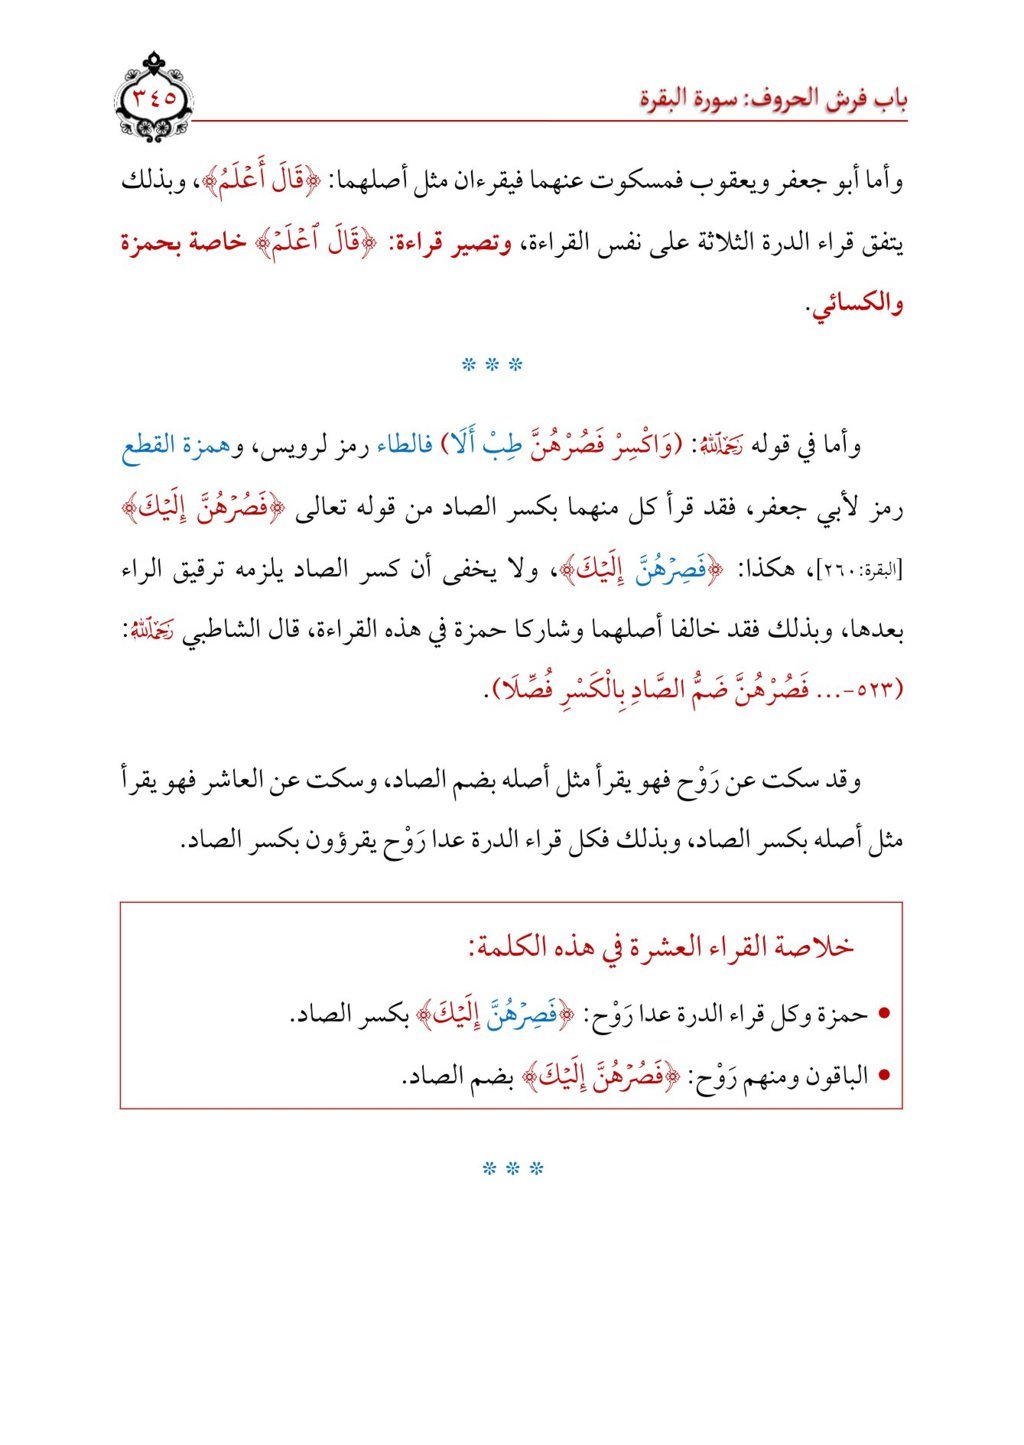 باب فرش الحروف: سورة البقرة
٣٤٥
وأما أبو جعفر ويعقوب فمسكوت عنهما فيقرءان مثل أصلهما: ﴿قَالَ أَعْلَمُ﴾، وبذلك
يتفق قراء الدرة الثلاثة على نفس القراءة، وتصير قراءة: ﴿قَالَ ٱعْلَمْ﴾ خاصة بحمزة
والكسائي.
* * *
وأما في قوله رَحِمَهُ ٱللَّهُ: (وَاكْسِرْ فَصُرْهُنَّ طِبْ أَلَا) فالطاء رمز لرويس، وهمزة القطع
رمز لأبي جعفر، فقد قرأ كل منهما بكسر الصاد من قوله تعالى ﴿فَصُرْهُنَّ إِلَيْكَ﴾
[البقرة:٢٦٠]، هكذا: ﴿فَصِرْهُنَّ إِلَيْكَ﴾، ولا يخفى أن كسر الصاد يلزمه ترقيق الراء
بعدها، وبذلك فقد خالفا أصلهما وشاركا حمزة في هذه القراءة، قال الشاطبي رَحِمَهُ ٱللَّهُ:
(٥٢٣-... فَصُرْهُنَّ ضَمُّ الصَّادِ بِالْكَسْرِ فُصِّلَا).
وقد سكت عن رَوْح فهو يقرأ مثل أصله بضم الصاد، وسكت عن العاشر فهو يقرأ
مثل أصله بكسر الصاد، وبذلك فكل قراء الدرة عدا رَوْح يقرؤون بكسر الصاد.
خلاصة القراء العشرة في هذه الكلمة:
• حمزة وكل قراء الدرة عدا رَوْح: ﴿فَصِرْهُنَّ إِلَيْكَ﴾ بكسر الصاد.
• الباقون ومنهم رَوْح: ﴿فَصُرْهُنَّ إِلَيْكَ﴾ بضم الصاد.
* * *